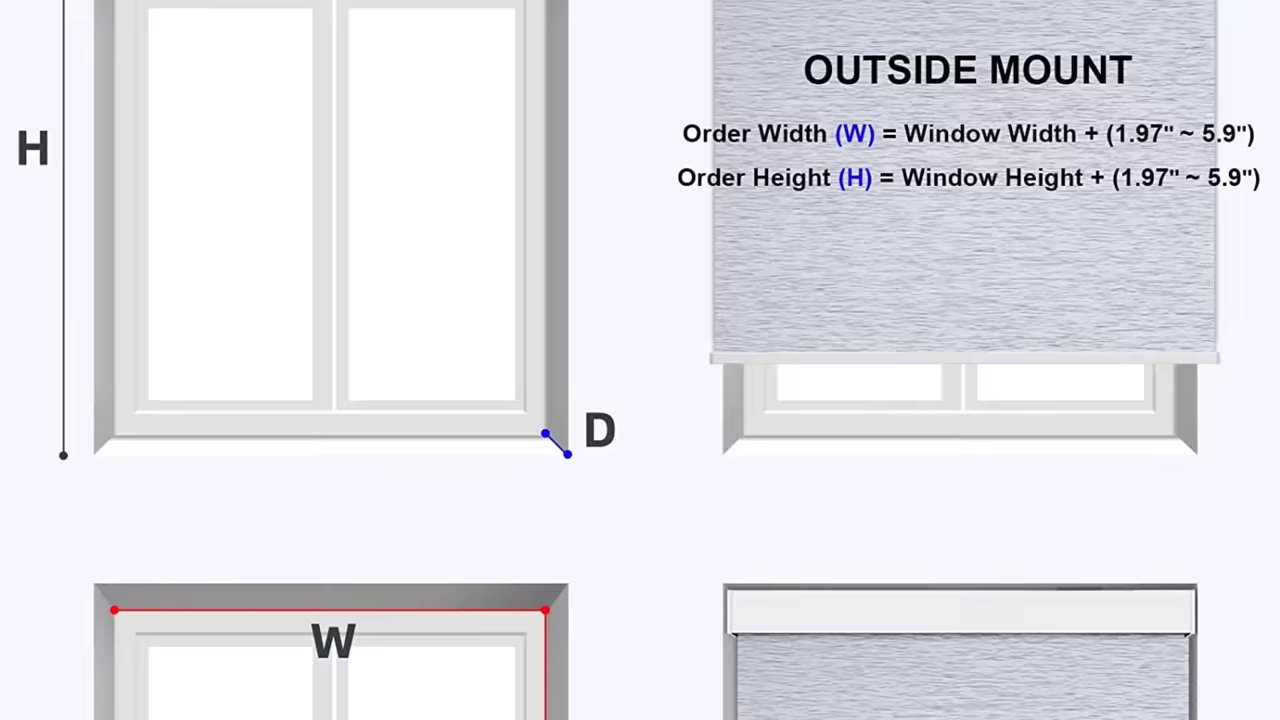 H
D
OUTSIDE MOUNT
Order Width (W) = Window Width + (1.97" ~ 5.9")
Order Height (H) = Window Height + (1.97" ~ 5.9")
W